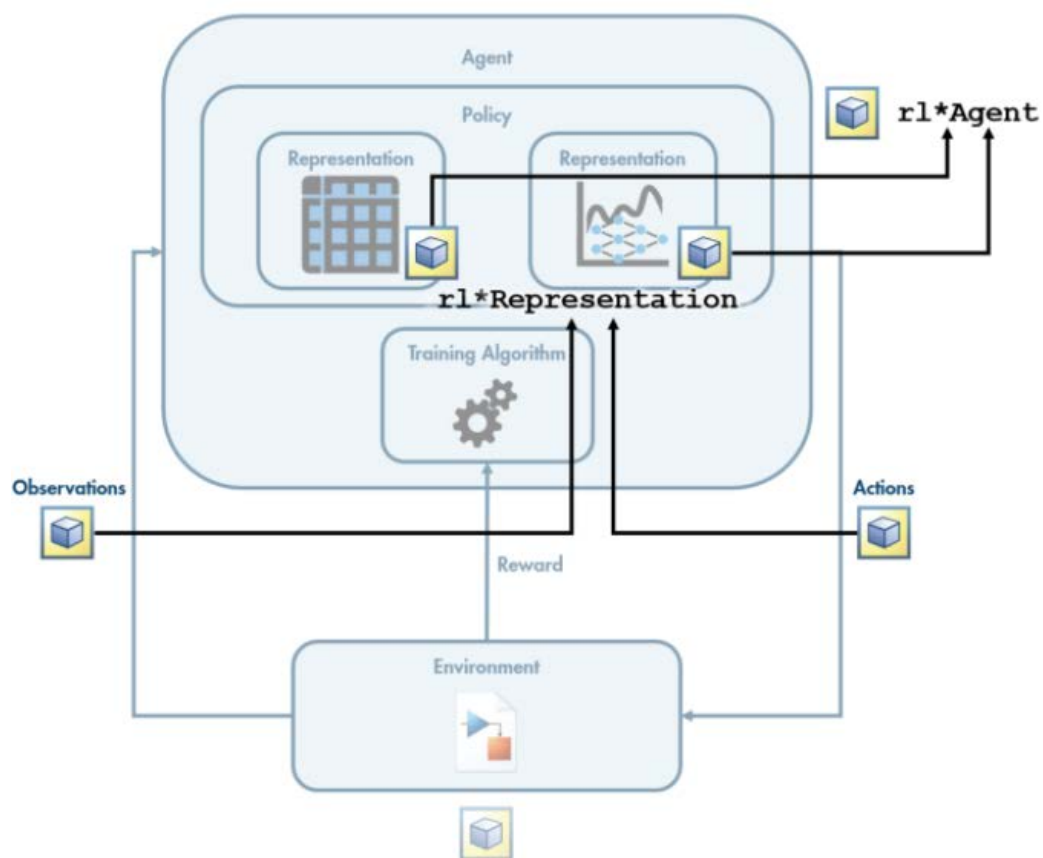 Agent
Policy
rl*Agent
Representation
Representation
rl*Representation
Training Algorithm
Observations
Actions
Reward
Environment